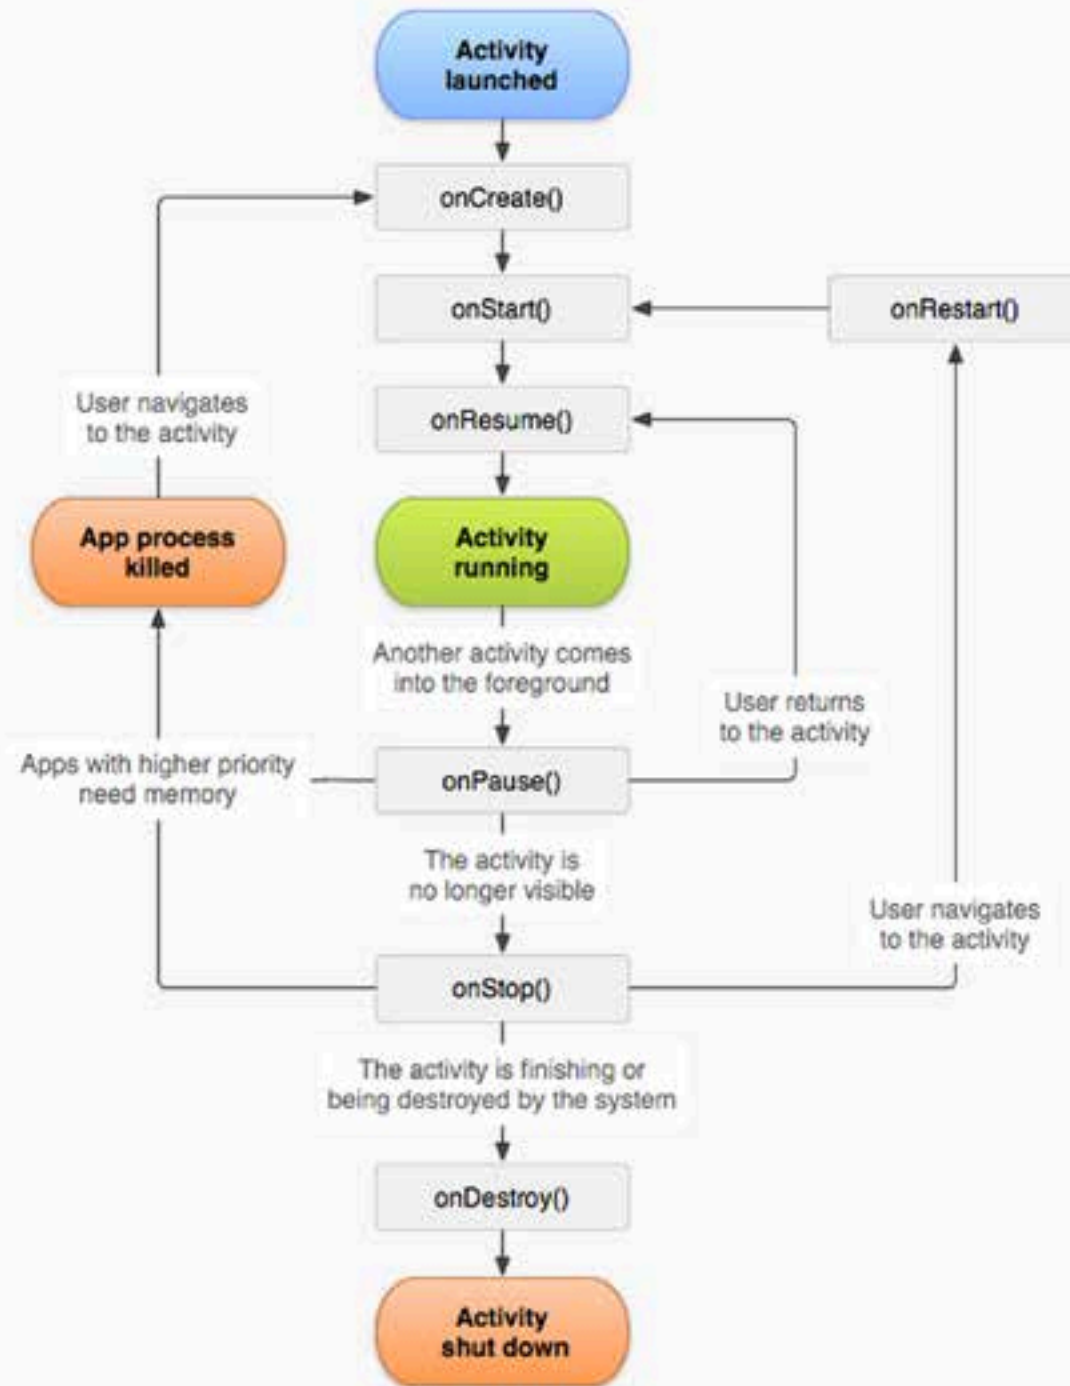 Activity
launched
onCreate()
onStart()
onRestart()
User navigates
to the activity
onResume()
App process
killed
Activity
running
Another activity comes
into the foreground
User returns
to the activity
Apps with higher priority
need memory
onPause()
The activity is
no longer visible
User navigates
to the activity
onStop()
The activity is finishing or
being destroyed by the system
onDestroy()
Activity
shut down